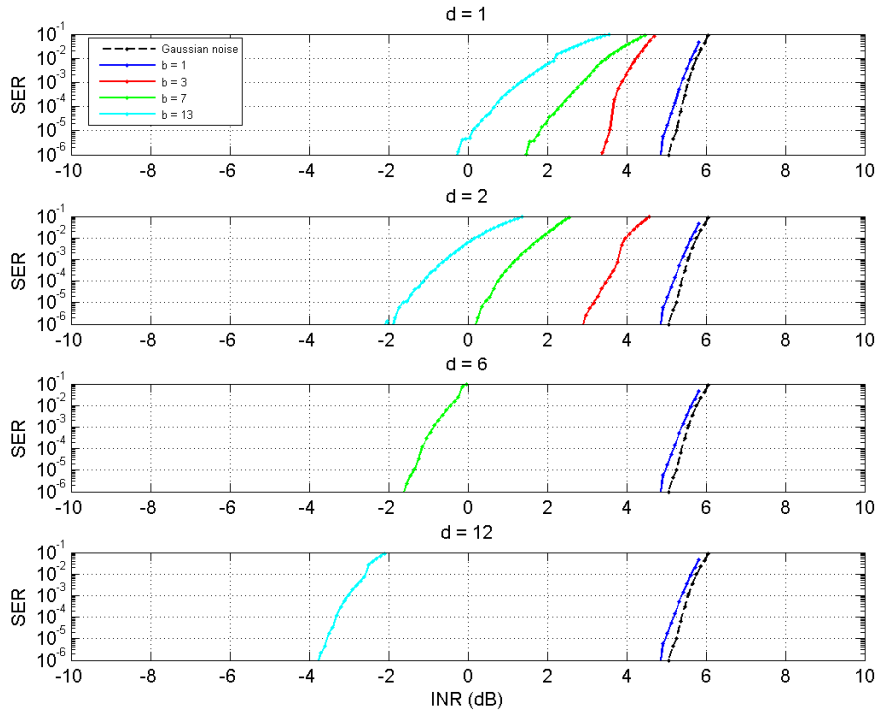 d = 1
SER
10^-1
10^-2
10^-3
10^-4
10^-5
10^-6
Gaussian noise
b = 1
b = 3
b = 7
b = 13
-10 -8 -6 -4 -2 0 2 4 6 8 10
d = 2
SER
10^-1
10^-2
10^-3
10^-4
10^-5
10^-6
-10 -8 -6 -4 -2 0 2 4 6 8 10
d = 6
SER
10^-1
10^-2
10^-3
10^-4
10^-5
10^-6
-10 -8 -6 -4 -2 0 2 4 6 8 10
d = 12
SER
10^-1
10^-2
10^-3
10^-4
10^-5
10^-6
-10 -8 -6 -4 -2 0 2 4 6 8 10
INR (dB)